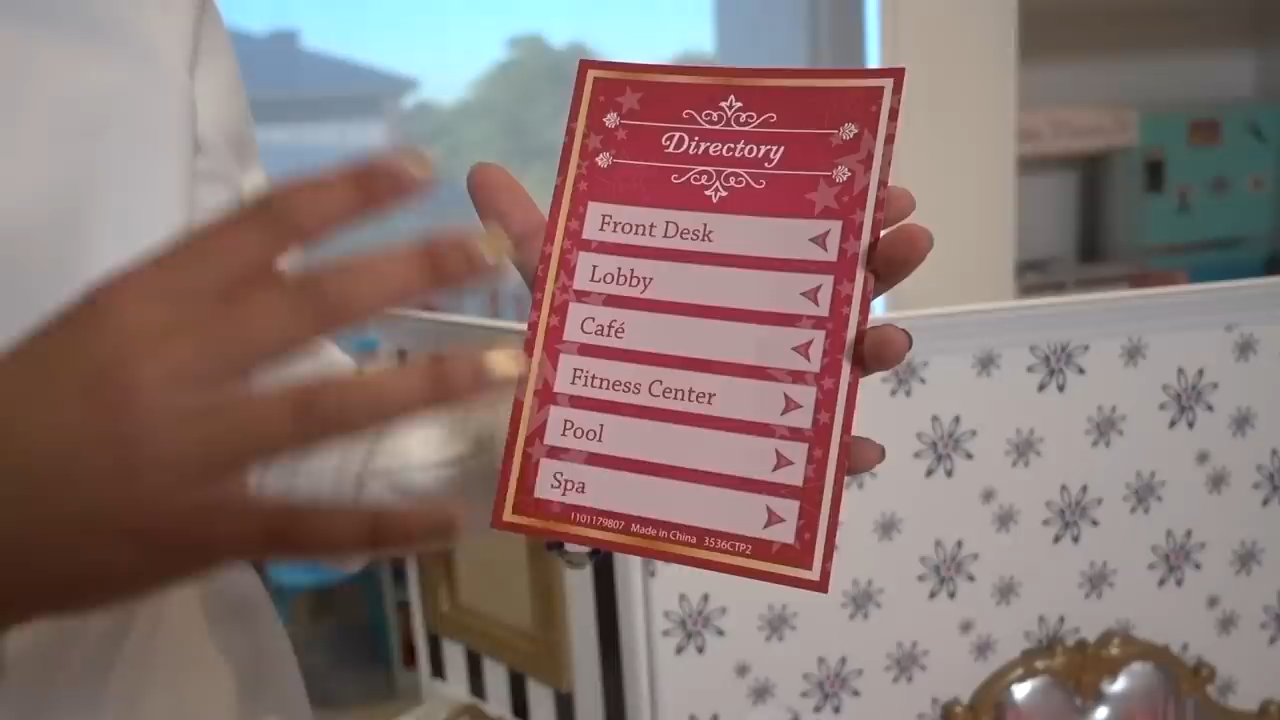 Directory
Front Desk
Lobby
Café
Fitness Center
Pool
Spa
1101179807 Made in China 3536CTP2